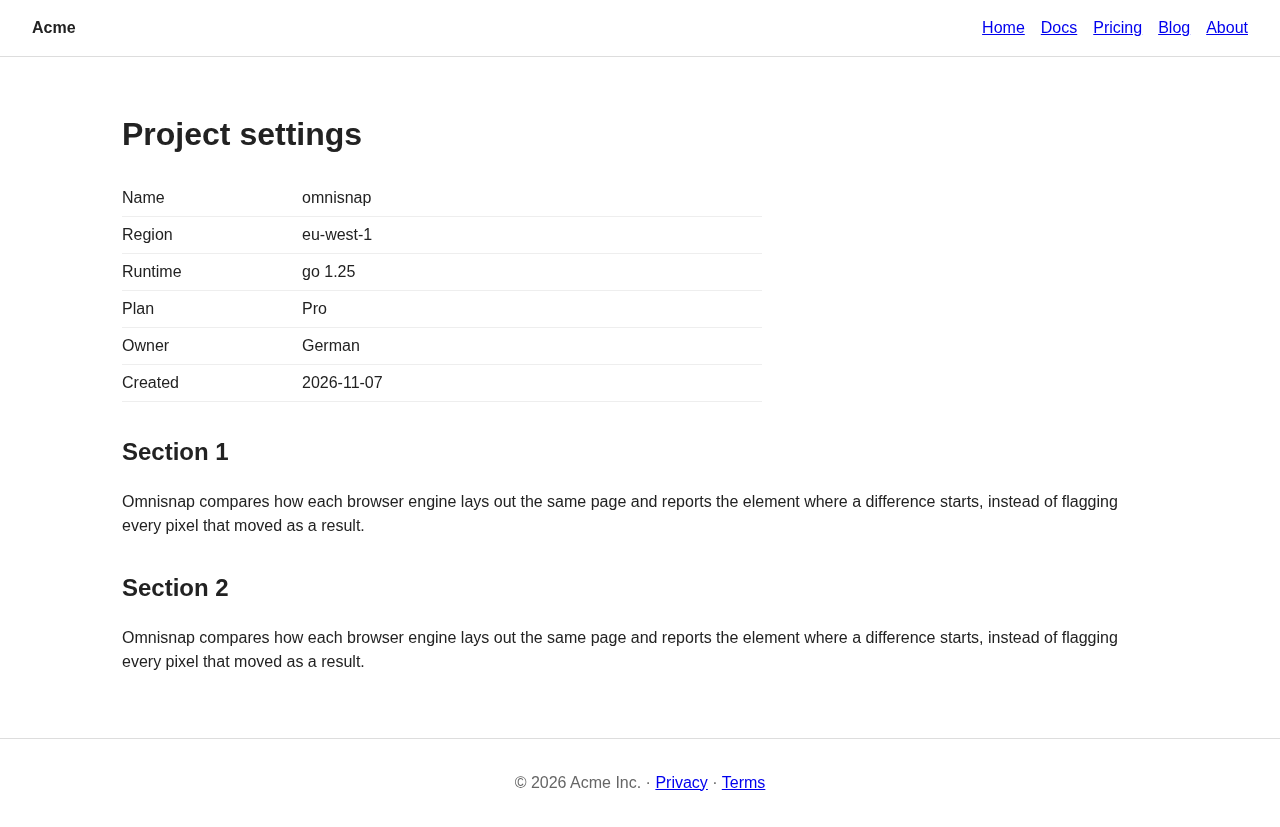 Acme
Home Docs Pricing Blog About
Project settings
Name omnisnap
Region eu-west-1
Runtime go 1.25
Plan Pro
Owner German
Created 2026-11-07
Section 1
Omnisnap compares how each browser engine lays out the same page and reports the element where a difference starts, instead of flagging
every pixel that moved as a result.
Section 2
Omnisnap compares how each browser engine lays out the same page and reports the element where a difference starts, instead of flagging
every pixel that moved as a result.
© 2026 Acme Inc. · Privacy · Terms